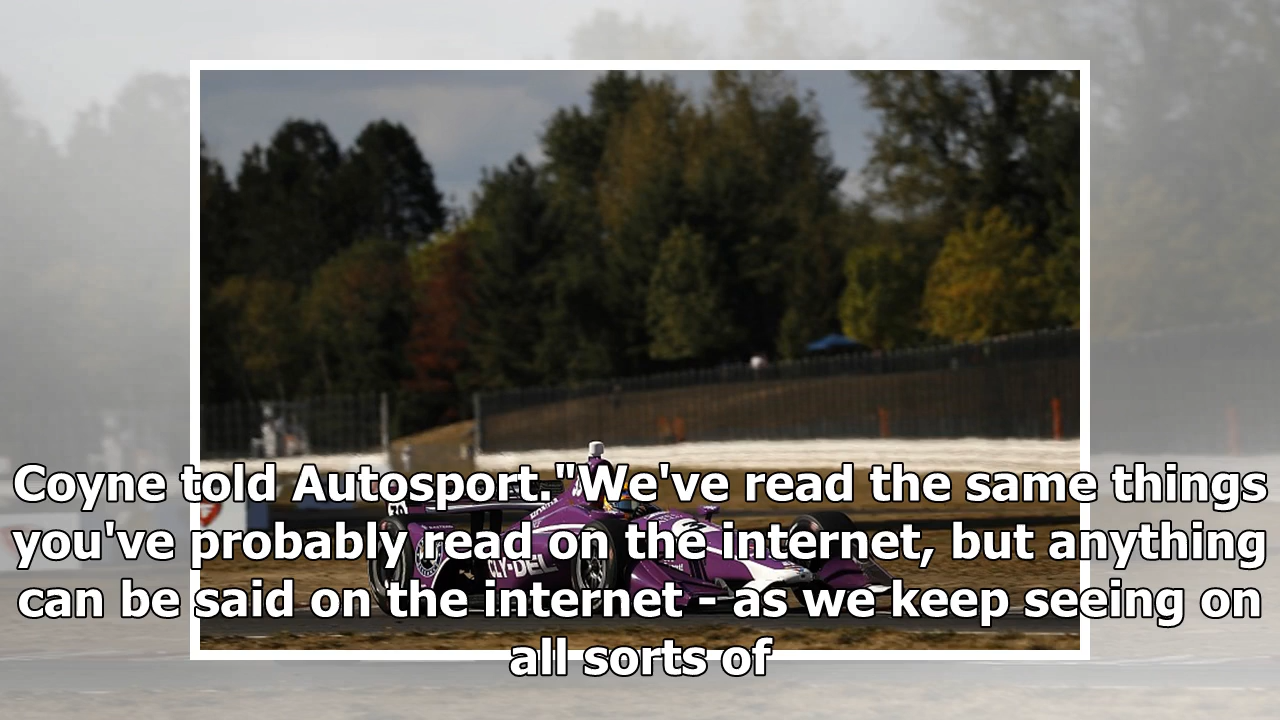 Coyne told Autosport."We've read the same things
you've probably read on the internet, but anything
can be said on the internet - as we keep seeing on
all sorts of